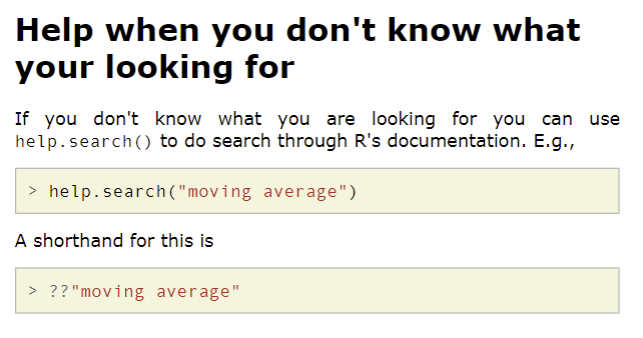 Help when you don't know what
your looking for
If you don't know what you are looking for you can use
help.search() to do search through R's documentation. E.g.,
> help.search("moving average")
A shorthand for this is
> ??"moving average"